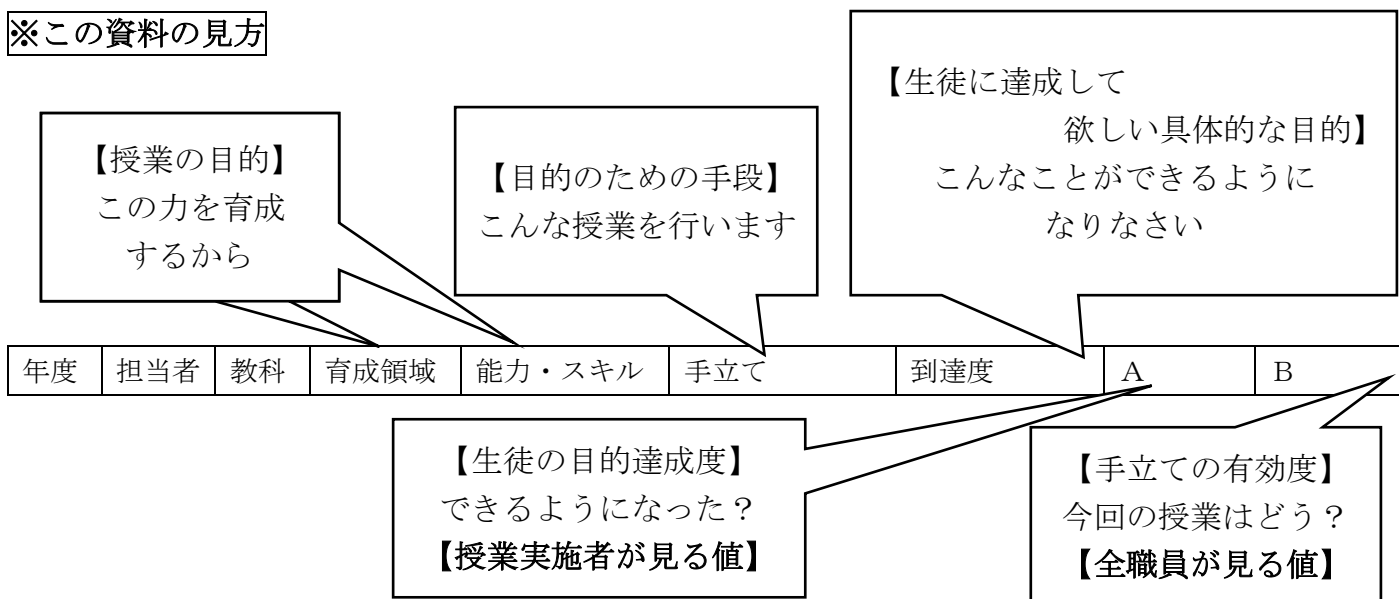 ※この資料の見方
【生徒に達成して
欲しい具体的な目的】
こんなことができるように
なりなさい
【授業の目的】
この力を育成
するから
【目的のための手段】
こんな授業を行います
年度 担当者 教科 育成領域 能力・スキル 手立て 到達度 A B
【生徒の目的達成度】
できるようになった？
【授業実施者が見る値】
【手立ての有効度】
今回の授業はどう？
【全職員が見る値】